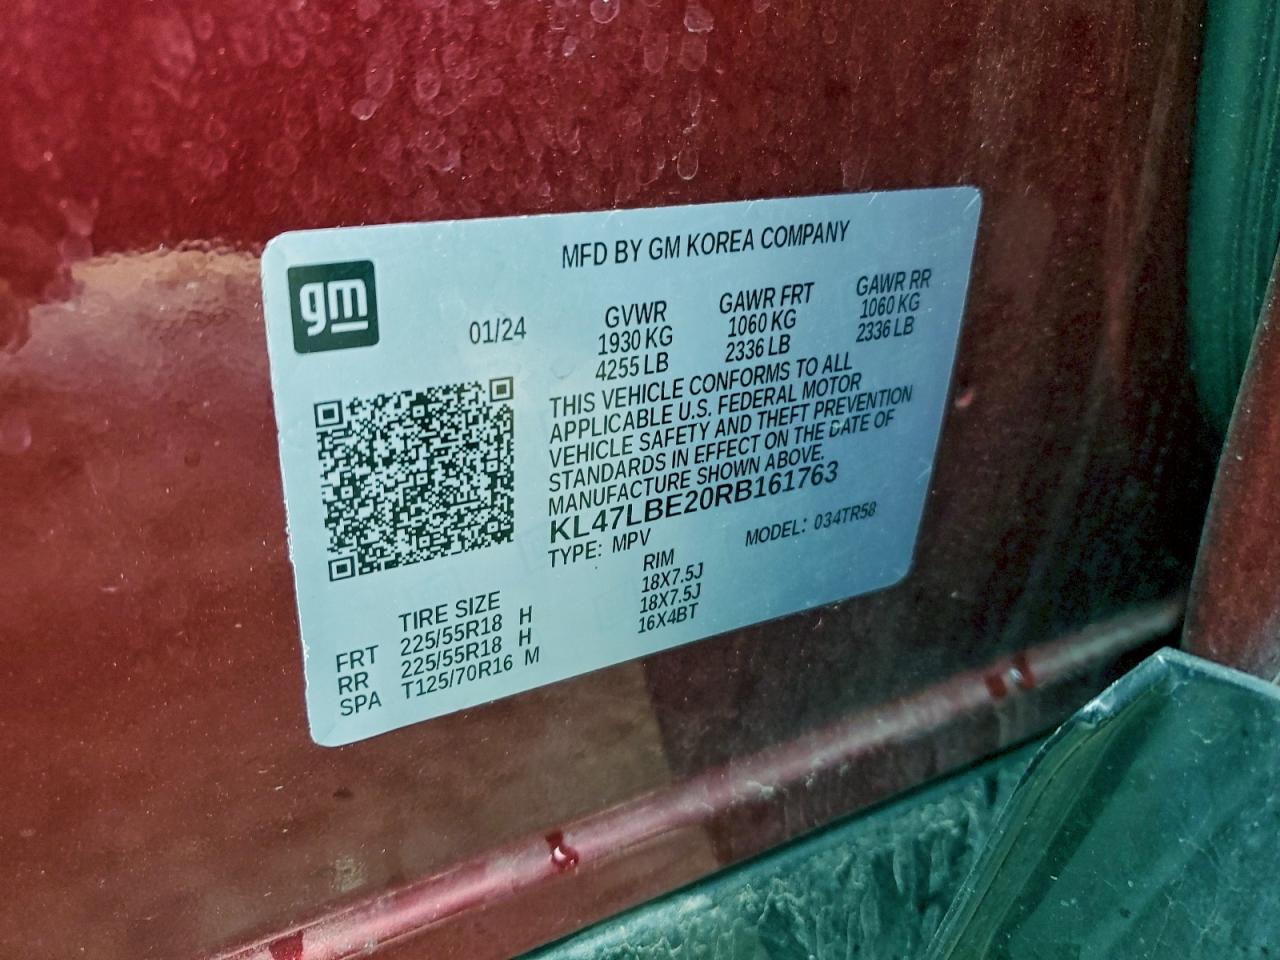 gm
MFD BY GM KOREA COMPANY
01/24
GVWR GAWR FRT GAWR RR
1930 KG 1060 KG 1060 KG
4255 LB 2336 LB 2336 LB
THIS VEHICLE CONFORMS TO ALL
APPLICABLE U.S. FEDERAL MOTOR
VEHICLE SAFETY AND THEFT PREVENTION
STANDARDS IN EFFECT ON THE DATE OF
MANUFACTURE SHOWN ABOVE.
KL47LBE20RB161763
TYPE: MPV MODEL: 034TR58
TIRE SIZE RIM
FRT 225/55R18 H 18X7.5J
RR 225/55R18 H 18X7.5J
SPA T125/70R16 M 16X4BT